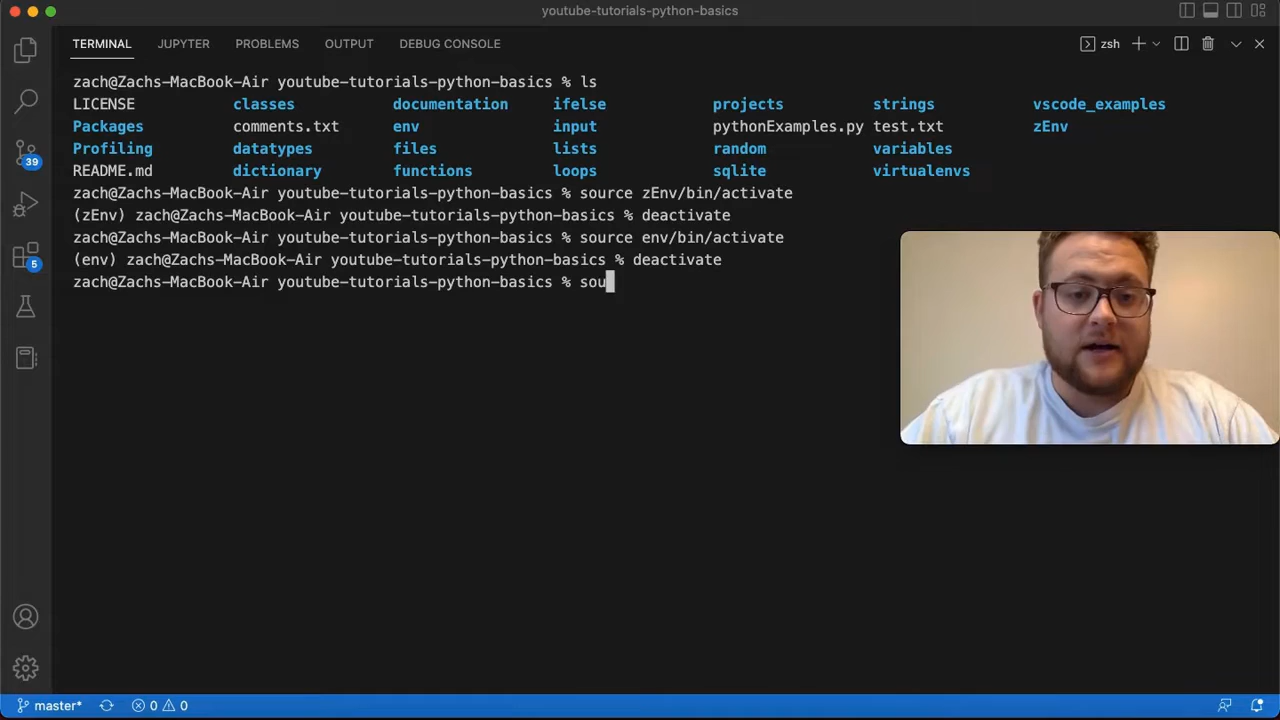 youtube-tutorials-python-basics
TERMINAL JUPYTER PROBLEMS OUTPUT DEBUG CONSOLE zsh
zach@Zachs-MacBook-Air youtube-tutorials-python-basics % ls
LICENSE classes documentation ifelse projects strings vscode_examples
Packages comments.txt env input pythonExamples.py test.txt zEnv
Profiling datatypes files lists random variables
README.md dictionary functions loops sqlite virtualenvs
zach@Zachs-MacBook-Air youtube-tutorials-python-basics % source zEnv/bin/activate
(zEnv) zach@Zachs-MacBook-Air youtube-tutorials-python-basics % deactivate
zach@Zachs-MacBook-Air youtube-tutorials-python-basics % source env/bin/activate
(env) zach@Zachs-MacBook-Air youtube-tutorials-python-basics % deactivate
zach@Zachs-MacBook-Air youtube-tutorials-python-basics % sou
39
5
master* 0 0